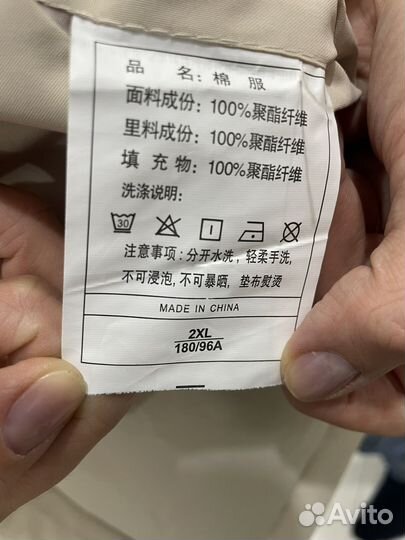 品名：棉服
面料成份：100%聚酯纤维
里料成份：100%聚酯纤维
填充物：100%聚酯纤维
洗涤说明：
30
注意事项：分开水洗，轻柔手洗，
不可浸泡，不可暴晒，垫布熨烫
MADE IN CHINA
2XL
180/96A
Avito